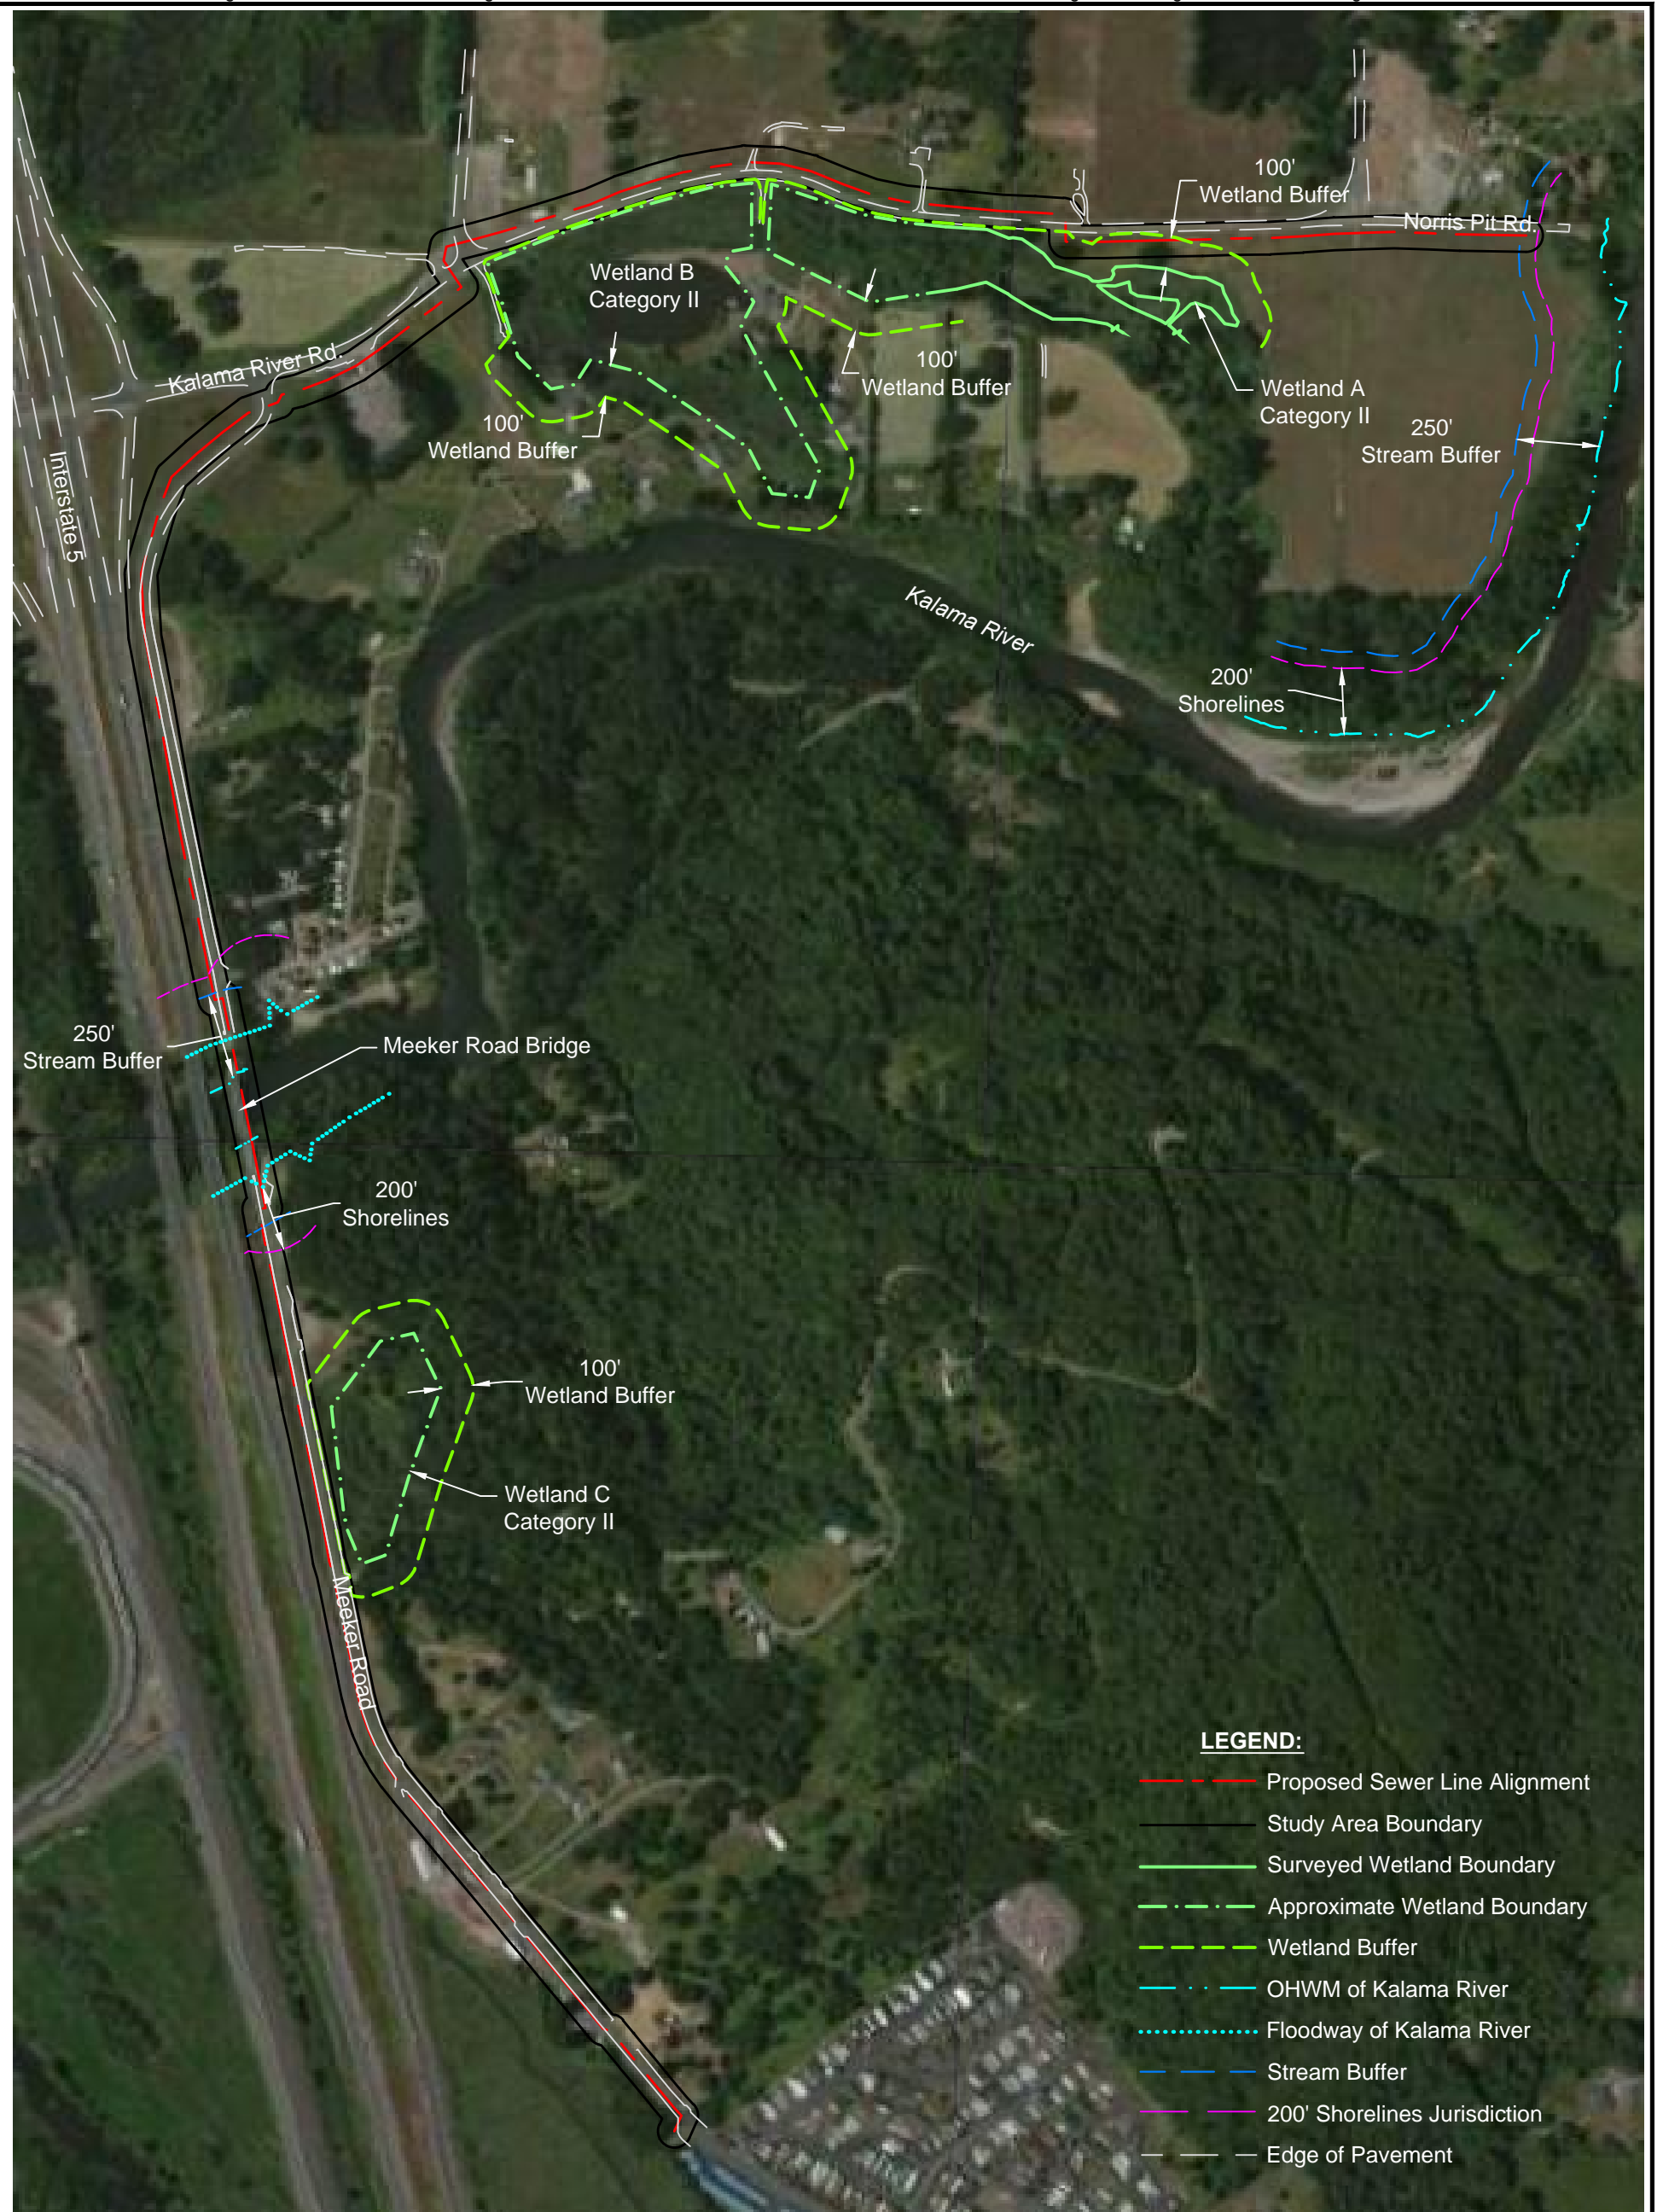 100'
Wetland Buffer
Norris Pit Rd.
Wetland B
Category II
Kalama River Rd.
100'
Wetland Buffer
Wetland A
Category II
100'
Wetland Buffer
250'
Stream Buffer
Interstate 5
Kalama River
200'
Shorelines
250'
Stream Buffer
Meeker Road Bridge
200'
Shorelines
100'
Wetland Buffer
Wetland C
Category II
Meeker Road
LEGEND:
Proposed Sewer Line Alignment
Study Area Boundary
Surveyed Wetland Boundary
Approximate Wetland Boundary
Wetland Buffer
OHWM of Kalama River
Floodway of Kalama River
Stream Buffer
200' Shorelines Jurisdiction
Edge of Pavement